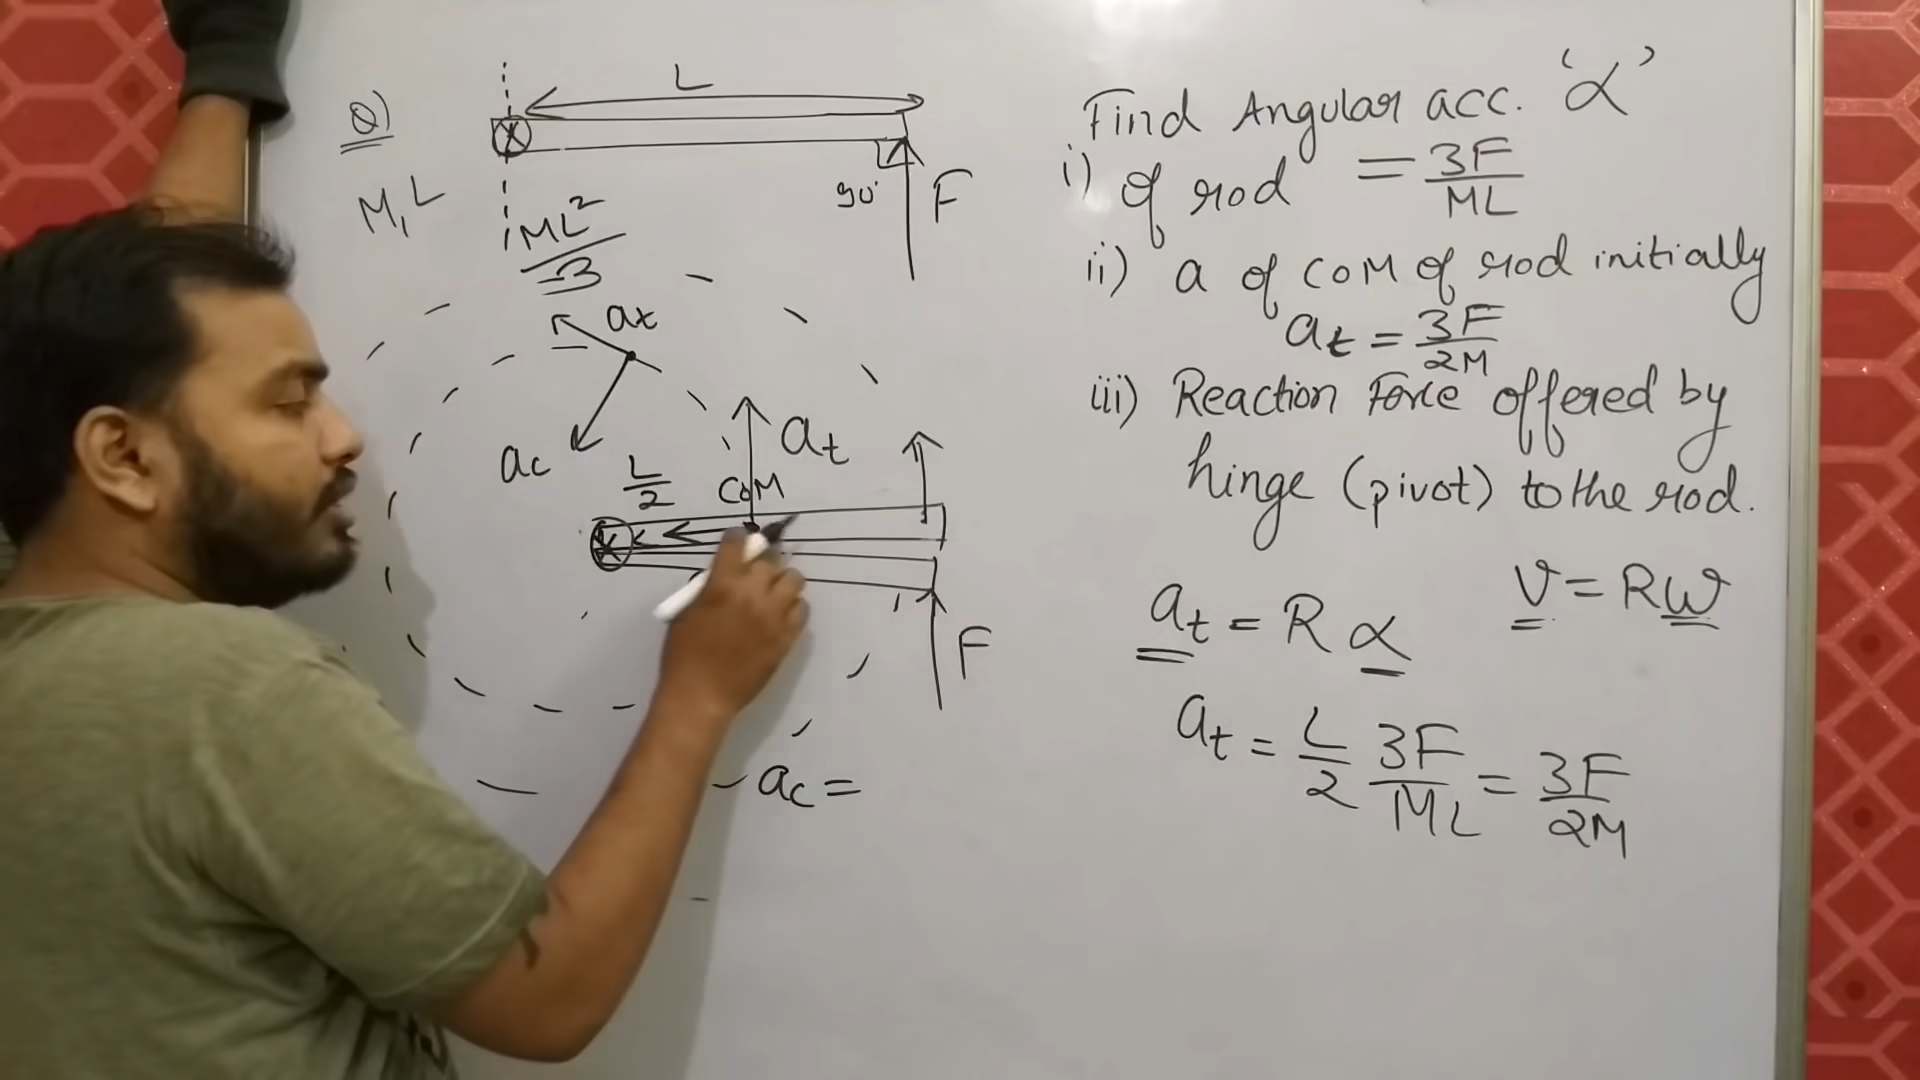 Q)
M, L
L
90°
F
ML²/3
at
ac
L/2
COM
at
F
ac =
Find Angular acc. 'α'
i) of rod = 3F/ML
ii) a of COM of rod initially
at = 3F/2M
iii) Reaction Force offered by
hinge (pivot) to the rod.
at = R α
v = Rω
at = L/2 3F/ML = 3F/2M